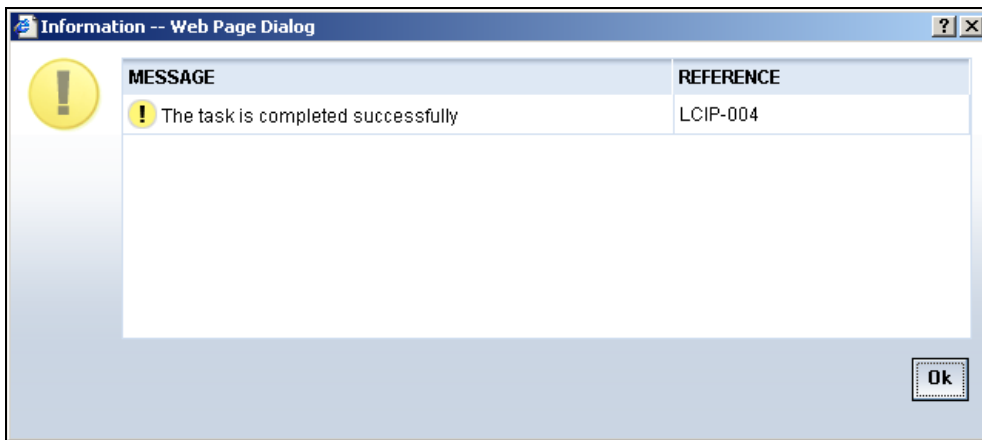 Information -- Web Page Dialog
MESSAGE REFERENCE
The task is completed successfully LCIP-004
Ok